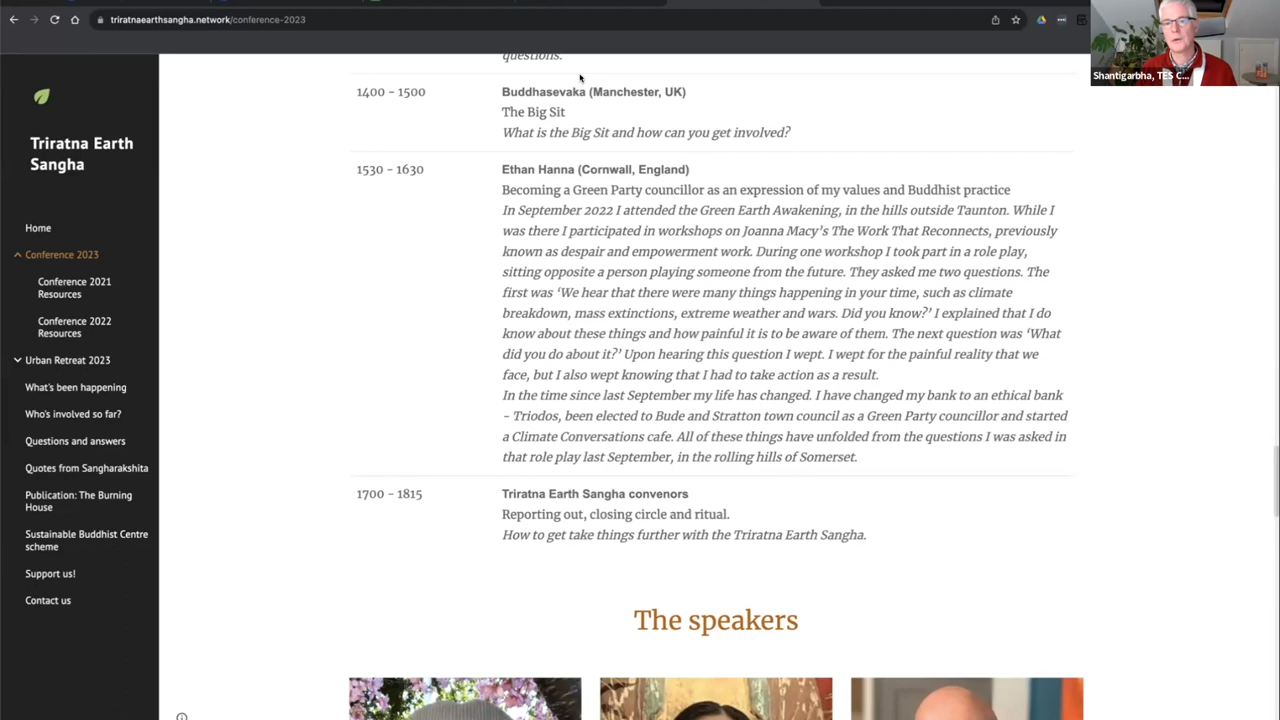 triratnaearthsangha.network/conference-2023
Shantigarbha, TES C...
Triratna Earth
Sangha
Home
Conference 2023
Conference 2021
Resources
Conference 2022
Resources
Urban Retreat 2023
What's been happening
Who's involved so far?
Questions and answers
Quotes from Sangharakshita
Publication: The Burning
House
Sustainable Buddhist Centre
scheme
Support us!
Contact us
questions.
1400 - 1500
Buddhasevaka (Manchester, UK)
The Big Sit
What is the Big Sit and how can you get involved?
1530 - 1630
Ethan Hanna (Cornwall, England)
Becoming a Green Party councillor as an expression of my values and Buddhist practice
In September 2022 I attended the Green Earth Awakening, in the hills outside Taunton. While I
was there I participated in workshops on Joanna Macy's The Work That Reconnects, previously
known as despair and empowerment work. During one workshop I took part in a role play,
sitting opposite a person playing someone from the future. They asked me two questions. The
first was 'We hear that there were many things happening in your time, such as climate
breakdown, mass extinctions, extreme weather and wars. Did you know?' I explained that I do
know about these things and how painful it is to be aware of them. The next question was 'What
did you do about it?' Upon hearing this question I wept. I wept for the painful reality that we
face, but I also wept knowing that I had to take action as a result.
In the time since last September my life has changed. I have changed my bank to an ethical bank
- Triodos, been elected to Bude and Stratton town council as a Green Party councillor and started
a Climate Conversations cafe. All of these things have unfolded from the questions I was asked in
that role play last September, in the rolling hills of Somerset.
1700 - 1815
Triratna Earth Sangha convenors
Reporting out, closing circle and ritual.
How to get take things further with the Triratna Earth Sangha.
The speakers